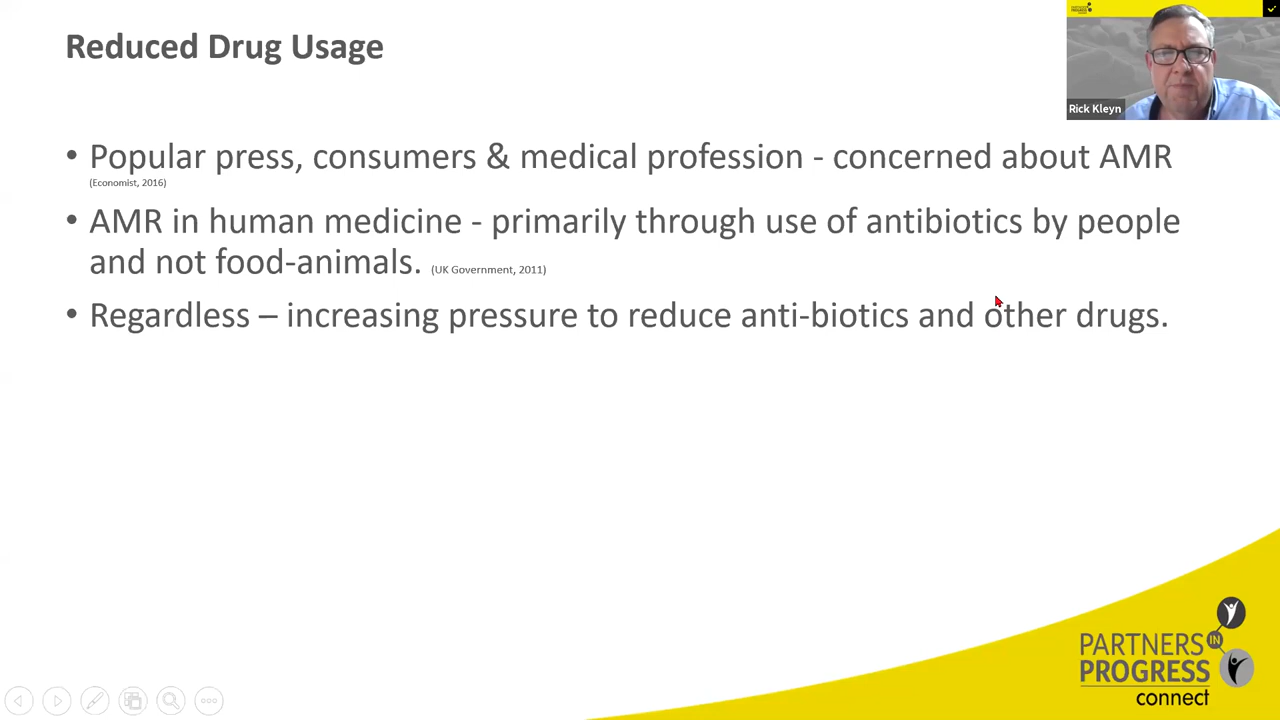 Reduced Drug Usage
Rick Kleyn
• Popular press, consumers & medical profession - concerned about AMR
(Economist, 2016)
• AMR in human medicine - primarily through use of antibiotics by people
and not food-animals. (UK Government, 2011)
• Regardless – increasing pressure to reduce anti-biotics and other drugs.
PARTNERS
IN
PROGRESS
connect